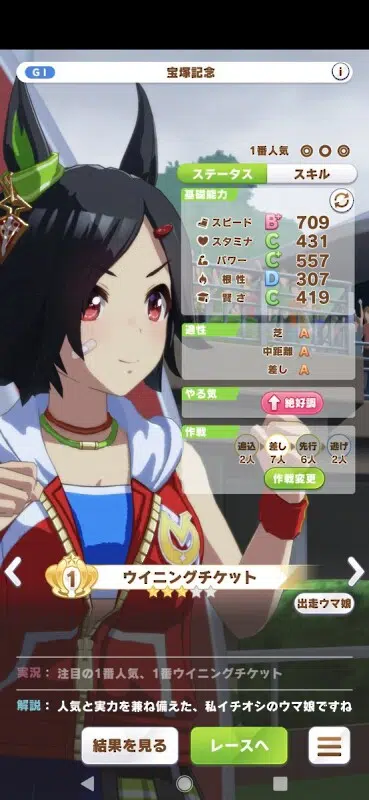 GI
宝塚記念
i
1番人気 ◎ ○ ◎
ステータス スキル
基礎能力
スピード B+ 709
スタミナ C 431
パワー C+ 557
根性 D 307
賢さ C 419
適性
芝 A
中距離 A
差し A
やる気
絶好調
作戦
追込 差し 先行 逃げ
2人 7人 6人 2人
作戦変更
1 ウイニングチケット
出走ウマ娘
実況： 注目の1番人気、1番ウイニングチケット
解説： 人気と実力を兼ね備えた、私イチオシのウマ娘ですね
結果を見る レースへ